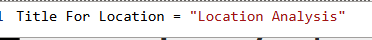 1 Title For Location = "Location Analysis"